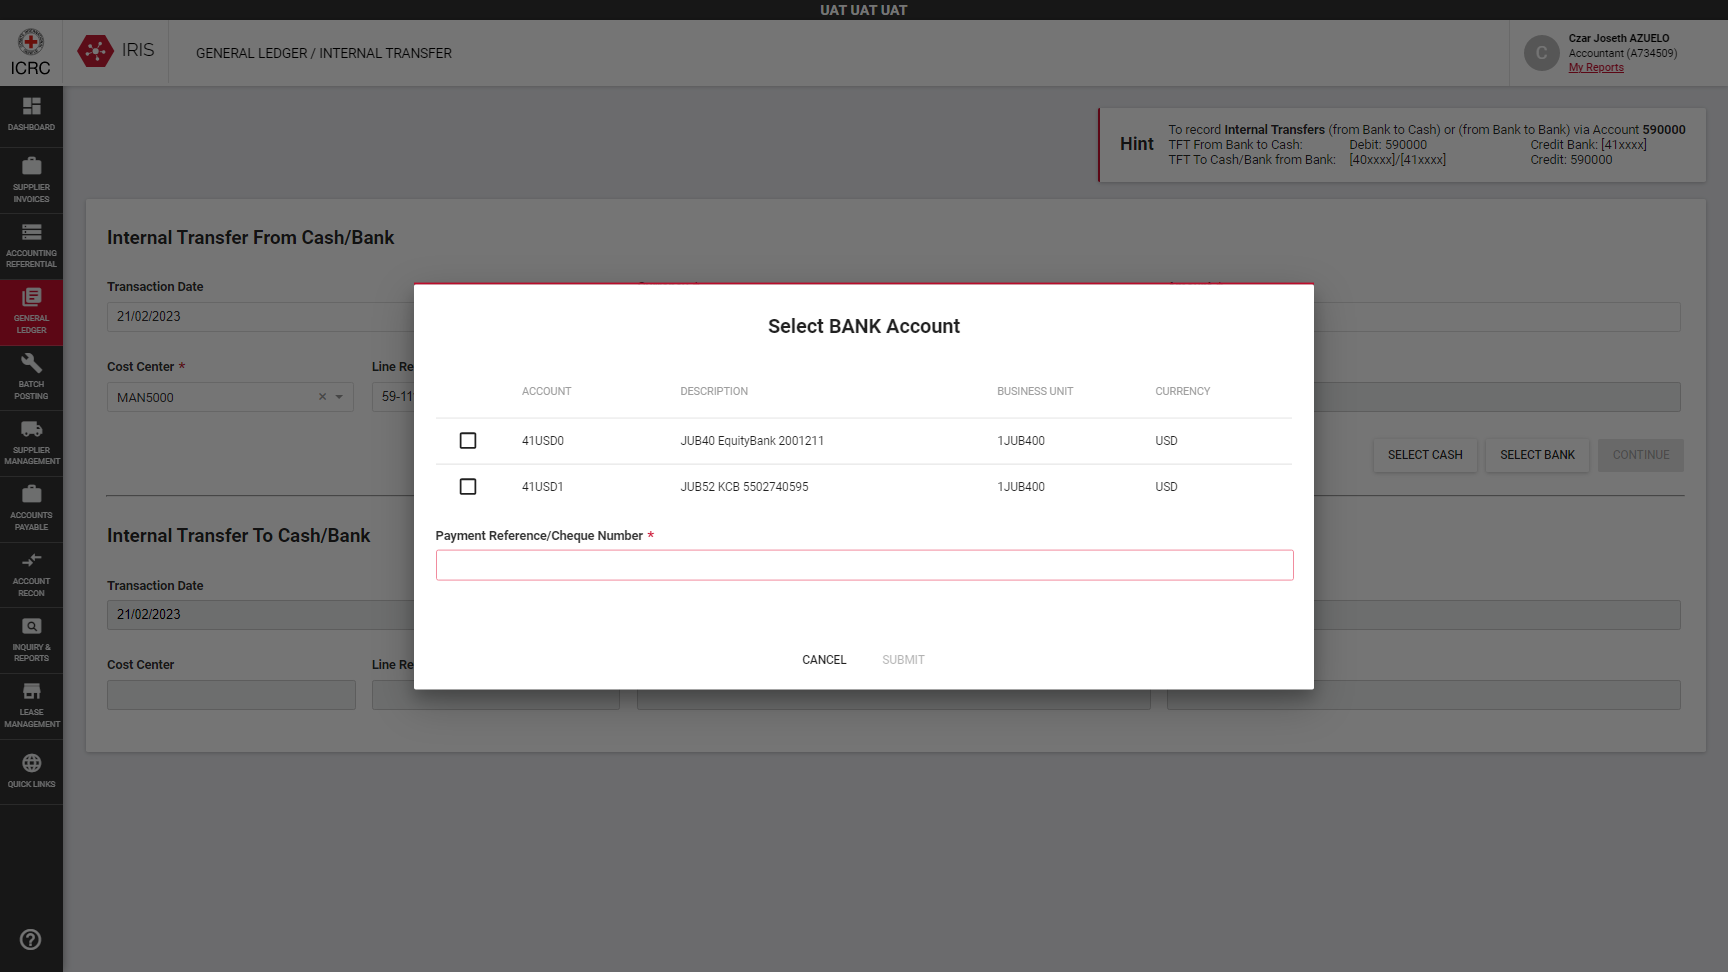 UAT UAT UAT
ICRC
IRIS
GENERAL LEDGER / INTERNAL TRANSFER
C
Czar Joseth AZUELO
Accountant (A734509)
My Reports
DASHBOARD
SUPPLIER
INVOICES
ACCOUNTING
REFERENTIAL
GENERAL
LEDGER
BATCH
POSTING
SUPPLIER
MANAGEMENT
ACCOUNTS
PAYABLE
ACCOUNT
RECON
INQUIRY &
REPORTS
LEASE
MANAGEMENT
QUICK LINKS
Hint
To record Internal Transfers (from Bank to Cash) or (from Bank to Bank) via Account 590000
TFT From Bank to Cash: Debit: 590000 Credit Bank: [41xxxx]
TFT To Cash/Bank from Bank: [40xxxx]/[41xxxx] Credit: 590000
Internal Transfer From Cash/Bank
Transaction Date
21/02/2023
Cost Center * Line Re
MAN5000 × 59-11
SELECT CASH SELECT BANK CONTINUE
Internal Transfer To Cash/Bank
Transaction Date
21/02/2023
Cost Center Line Re
Select BANK Account
ACCOUNT DESCRIPTION BUSINESS UNIT CURRENCY
41USD0 JUB40 EquityBank 2001211 1JUB400 USD
41USD1 JUB52 KCB 5502740595 1JUB400 USD
Payment Reference/Cheque Number *
CANCEL SUBMIT